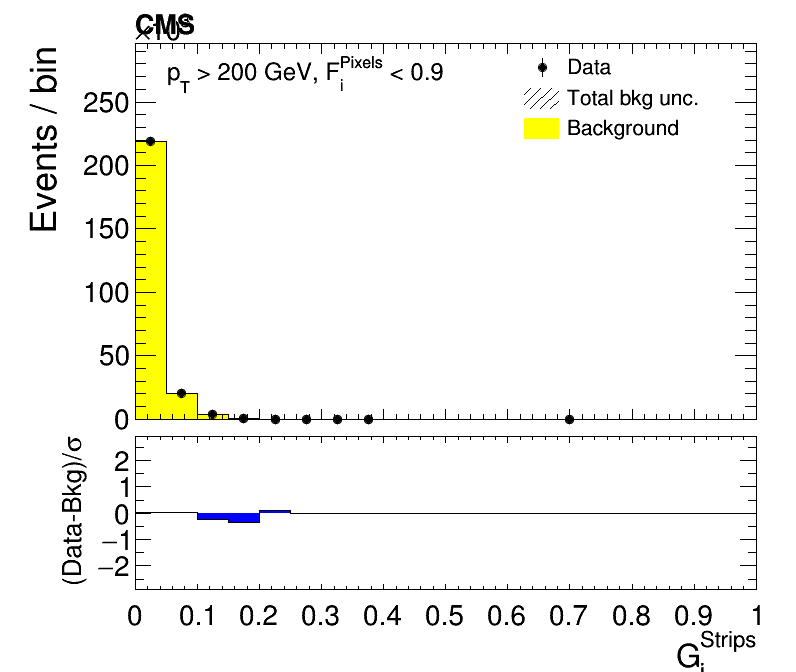 CMS
p_T > 200 GeV, F_i^Pixels < 0.9
Data
Total bkg unc.
Background
Events / bin
250
200
150
100
50
0
(Data-Bkg)/σ
2
1
0
−1
−2
0 0.1 0.2 0.3 0.4 0.5 0.6 0.7 0.8 0.9 1
G_i^Strips